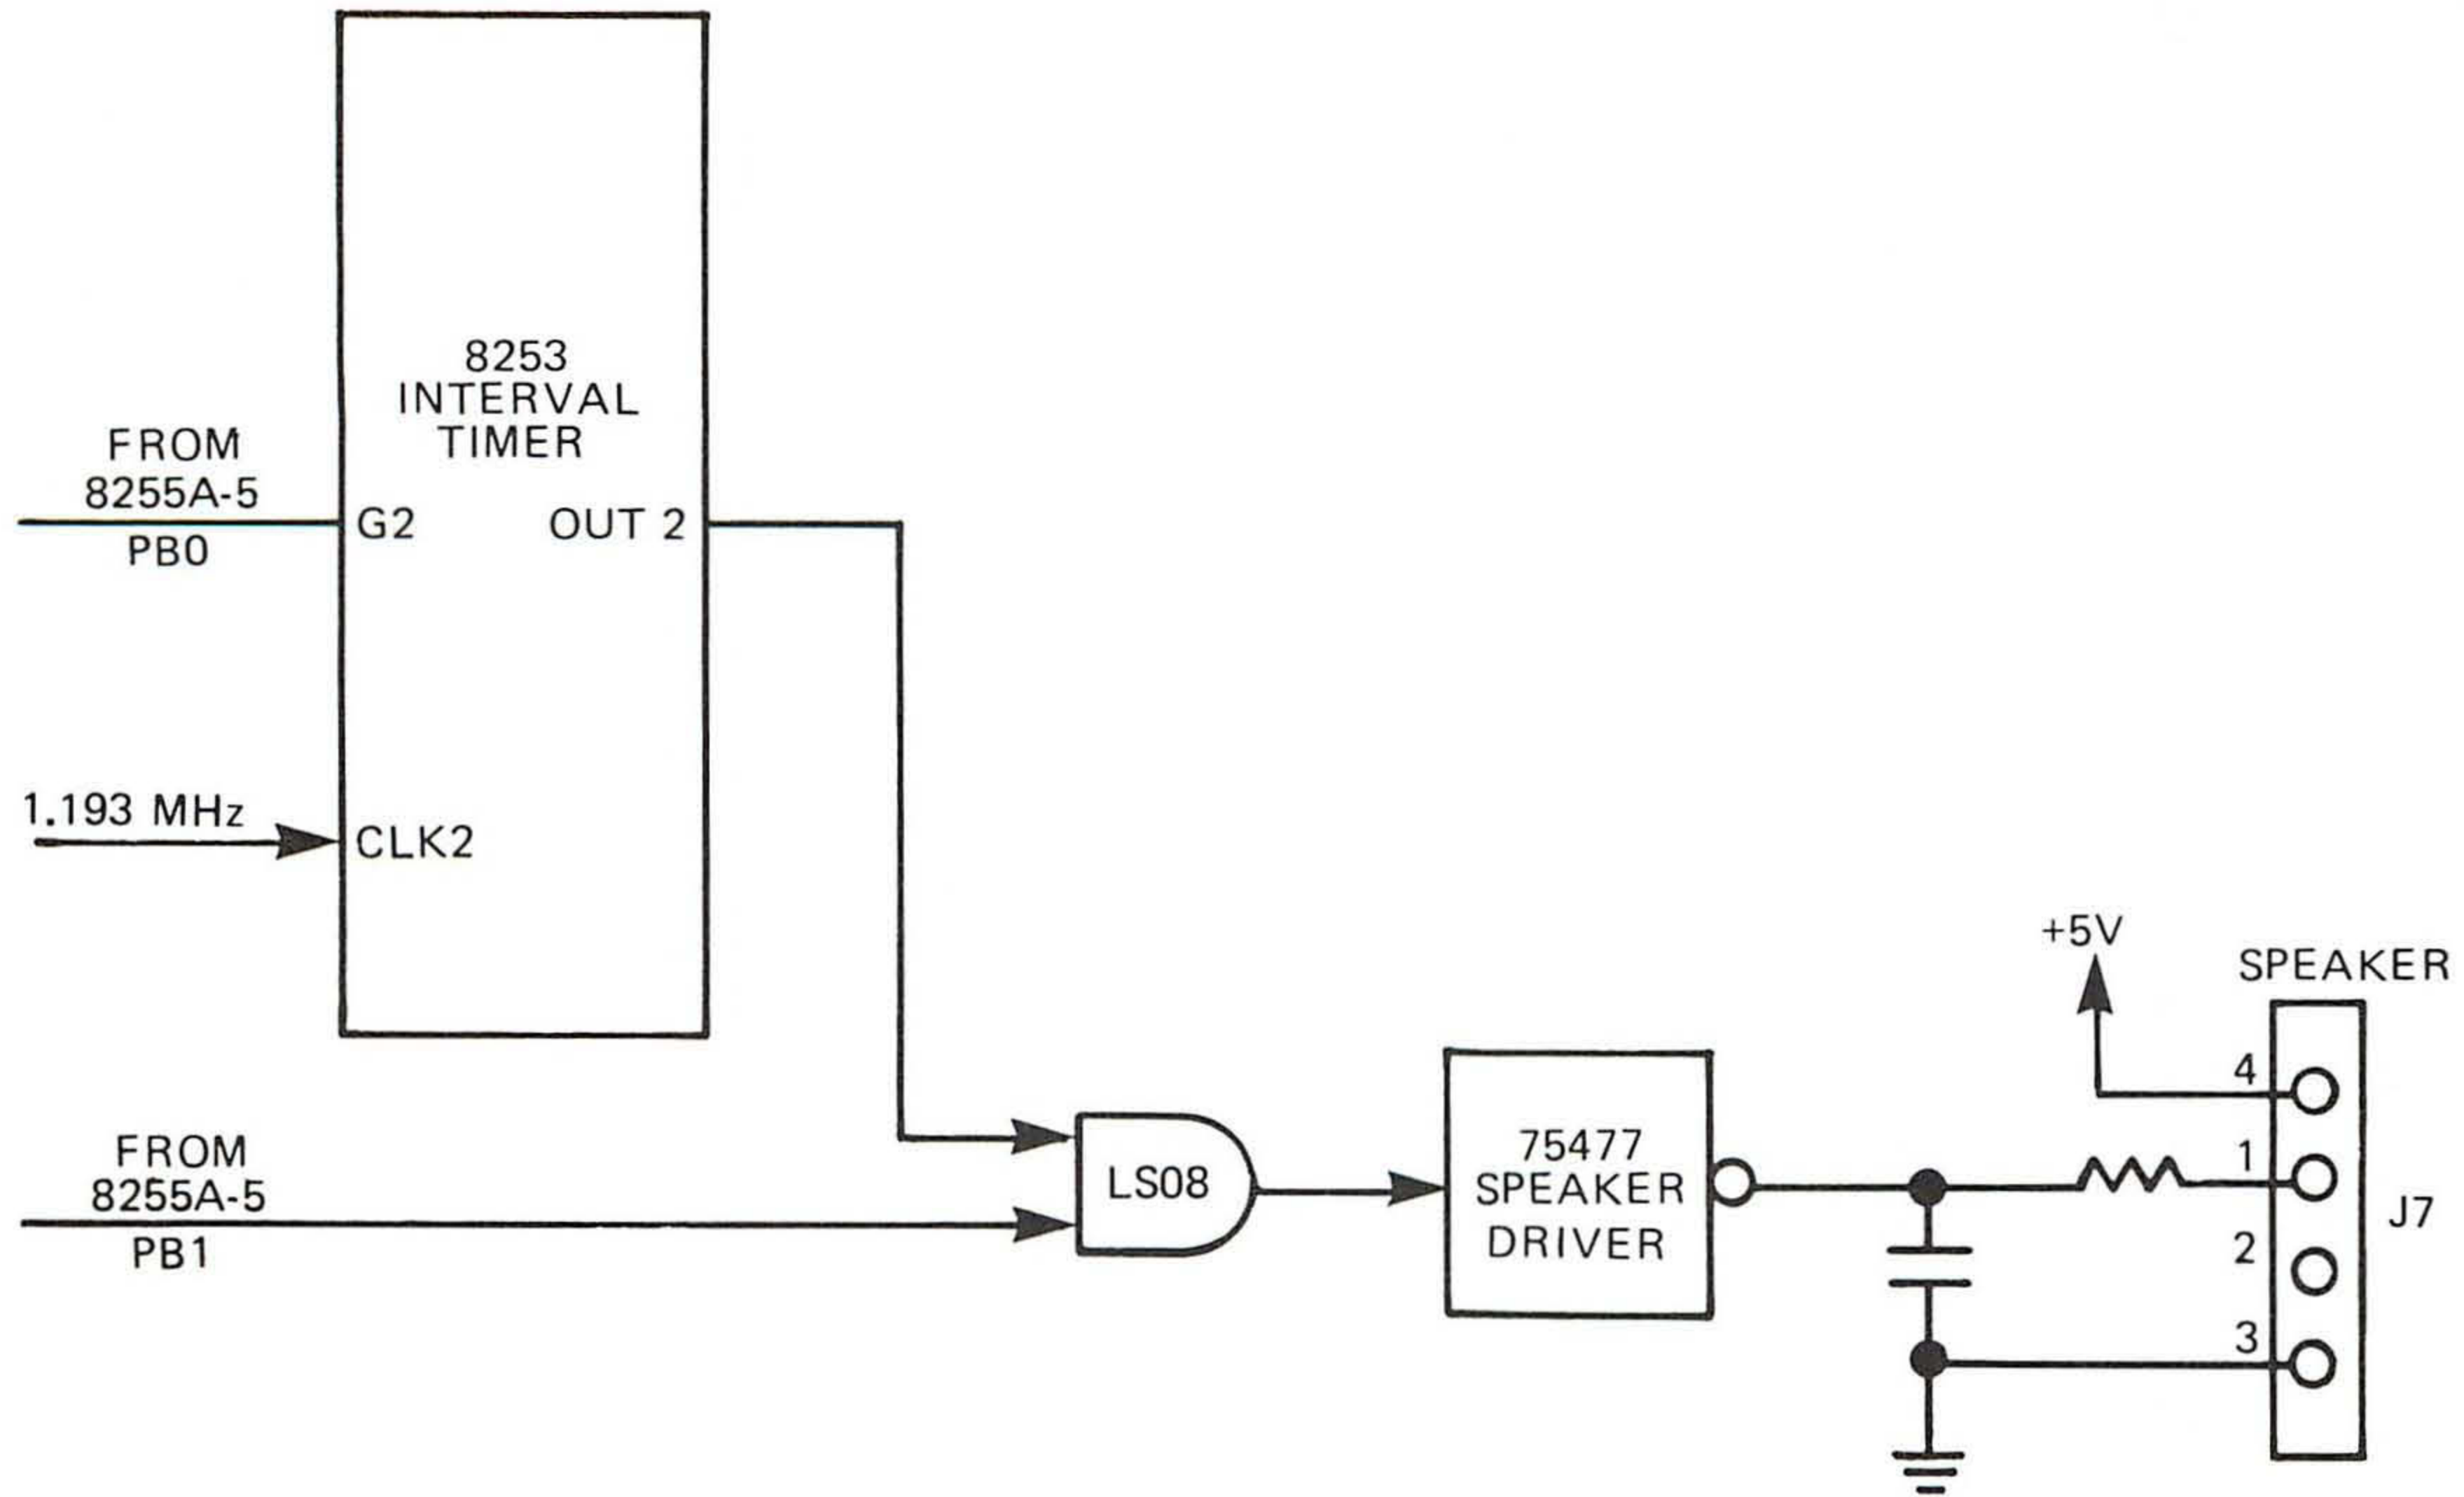 8253
INTERVAL
TIMER
FROM
8255A-5
PB0
G2
OUT 2
1.193 MHz
CLK2
FROM
8255A-5
PB1
LS08
75477
SPEAKER
DRIVER
+5V
SPEAKER
4
1
2
3
J7